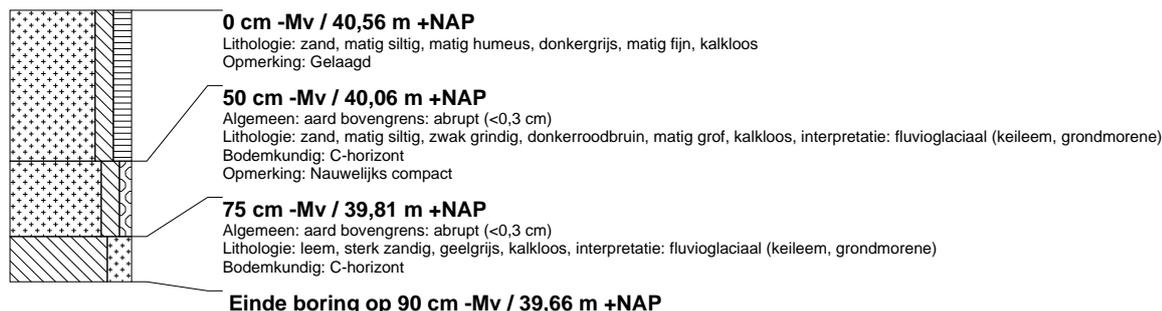 0 cm -Mv / 40,56 m +NAP
Lithologie: zand, matig siltig, matig humeus, donkergrijs, matig fijn, kalkloos
Opmerking: Gelaagd
50 cm -Mv / 40,06 m +NAP
Algemeen: aard bovengrens: abrupt (<0,3 cm)
Lithologie: zand, matig siltig, zwak grindig, donkerroodbruin, matig grof, kalkloos, interpretatie: fluvioglaciaal (keileem, grondmorene)
Bodemkundig: C-horizont
Opmerking: Nauwelijks compact
75 cm -Mv / 39,81 m +NAP
Algemeen: aard bovengrens: abrupt (<0,3 cm)
Lithologie: leem, sterk zandig, geelgrijs, kalkloos, interpretatie: fluvioglaciaal (keileem, grondmorene)
Bodemkundig: C-horizont
Einde boring op 90 cm -Mv / 39,66 m +NAP